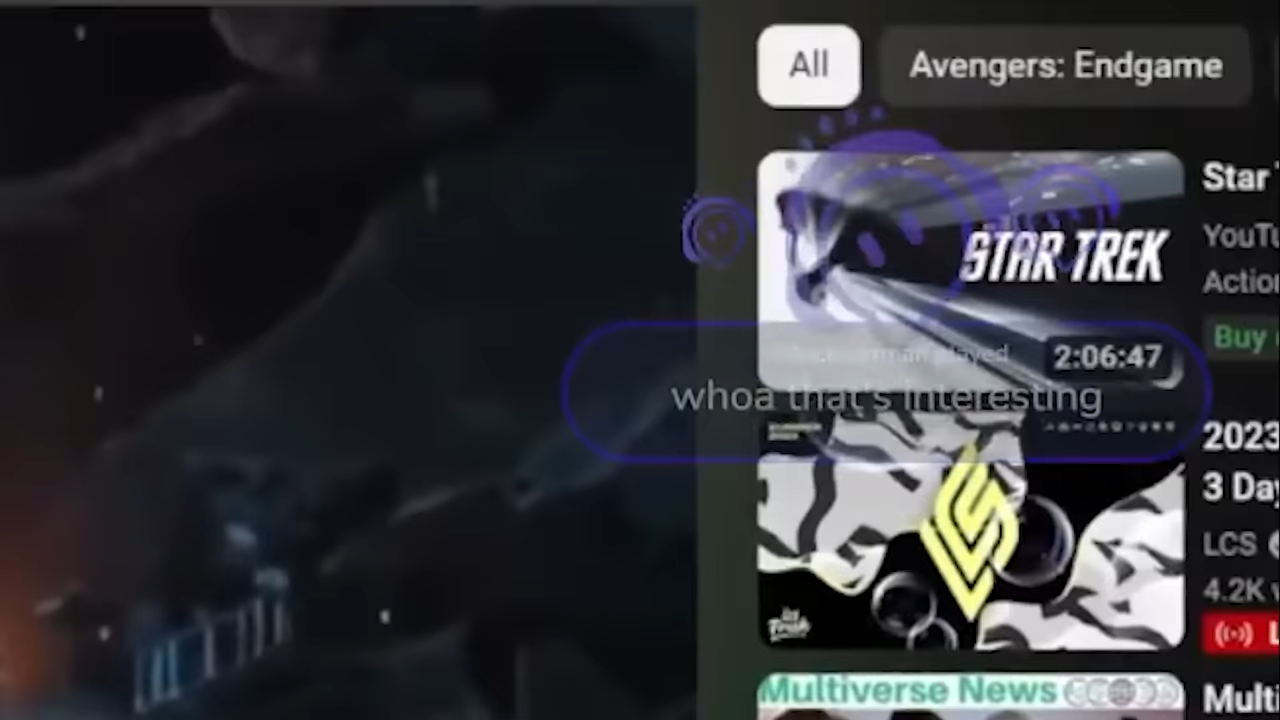 All
Avengers: Endgame
STAR TREK
Star
YouTu
Action
Buy
played
2:06:47
whoa that's interesting
2023
3 Day
LCS
4.2K v
L
Multiverse News
Multi